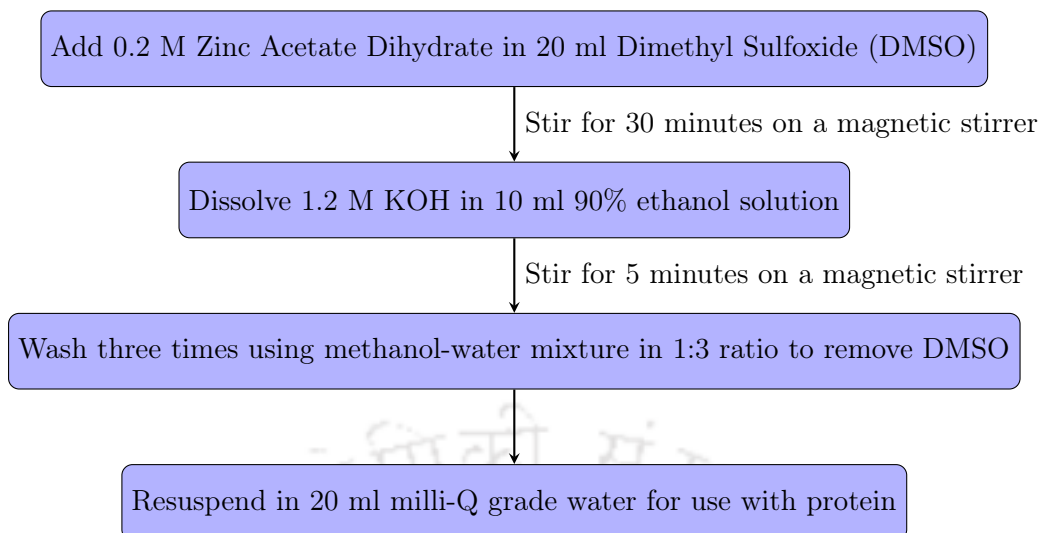 Add 0.2 M Zinc Acetate Dihydrate in 20 ml Dimethyl Sulfoxide (DMSO)
Stir for 30 minutes on a magnetic stirrer
Dissolve 1.2 M KOH in 10 ml 90% ethanol solution
Stir for 5 minutes on a magnetic stirrer
Wash three times using methanol-water mixture in 1:3 ratio to remove DMSO
Resuspend in 20 ml milli-Q grade water for use with protein